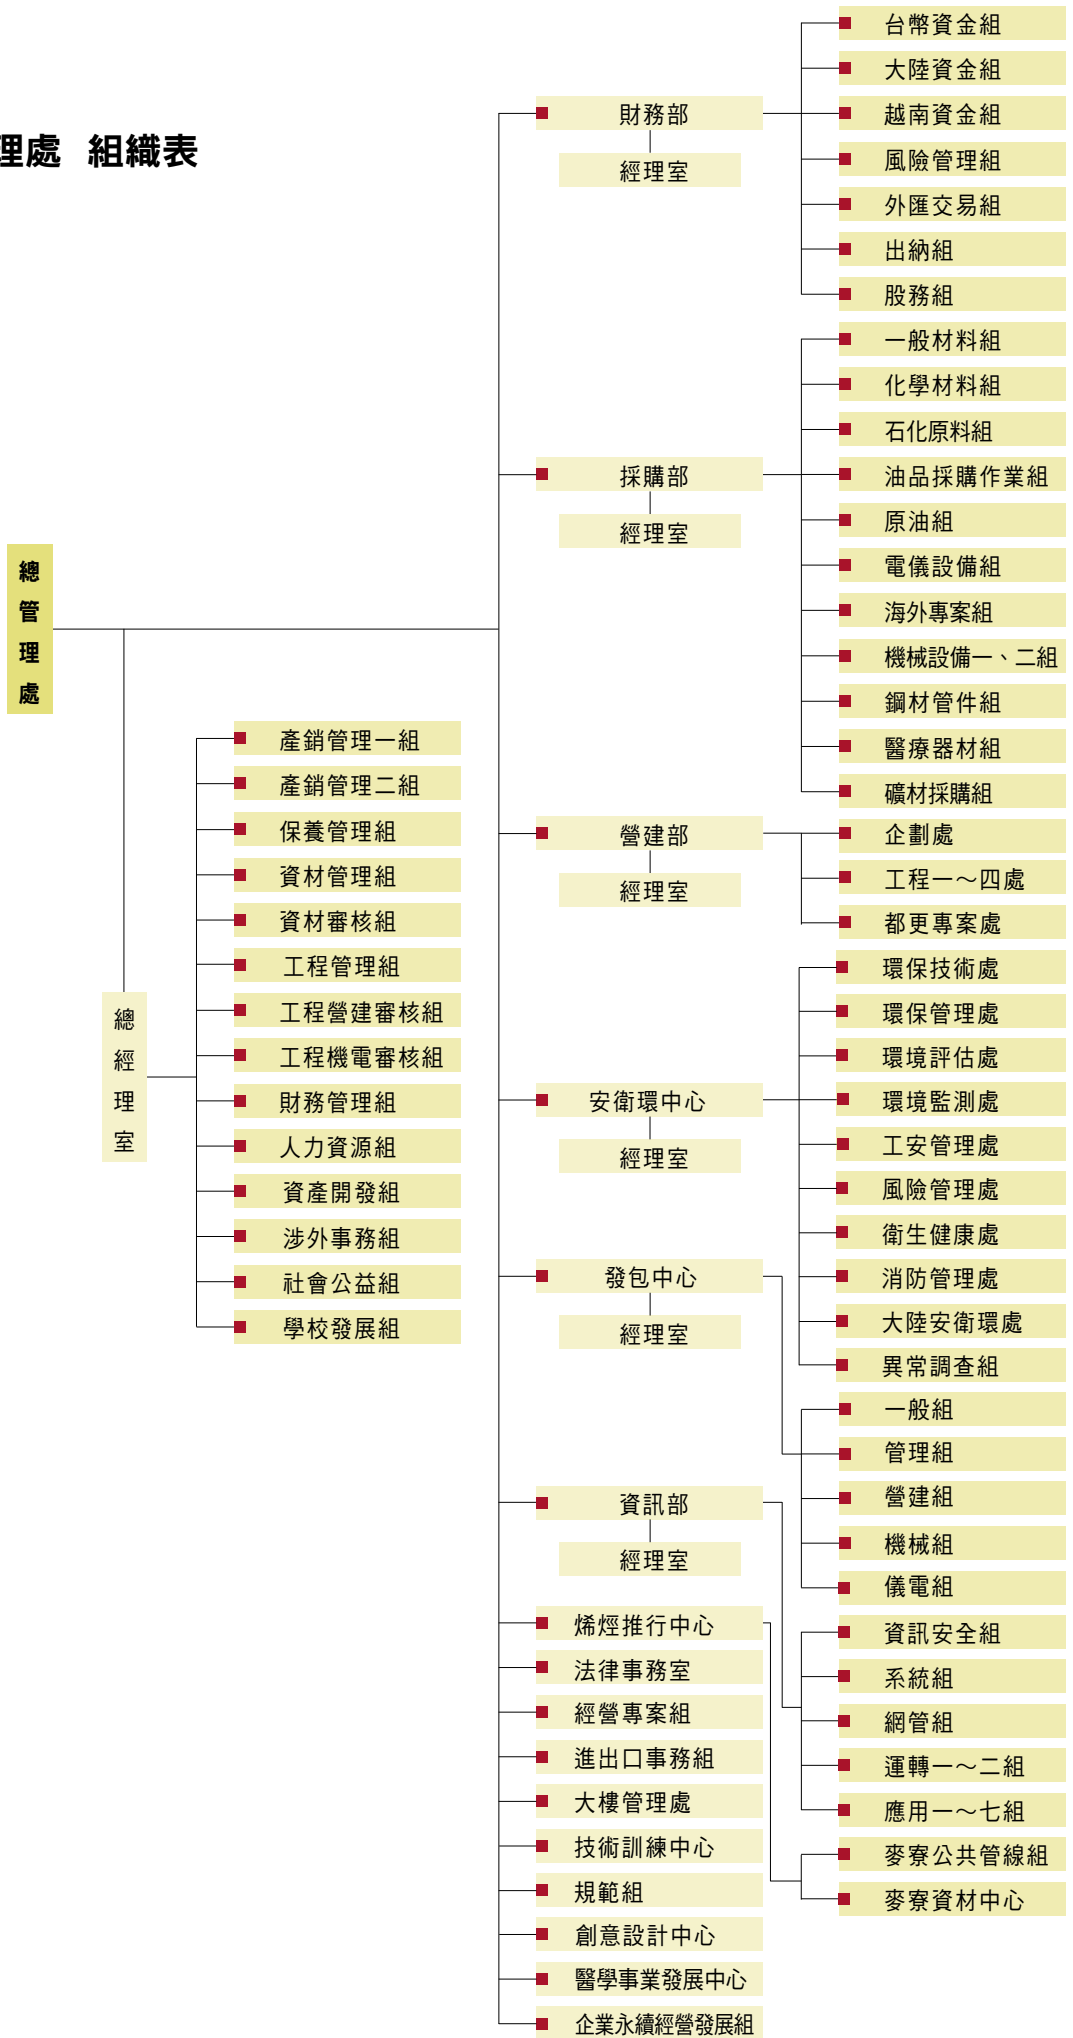 理處 組織表
總管理處
總經理室
產銷管理一組
產銷管理二組
保養管理組
資材管理組
資材審核組
工程管理組
工程營建審核組
工程機電審核組
財務管理組
人力資源組
資產開發組
涉外事務組
社會公益組
學校發展組
財務部
經理室
台幣資金組
大陸資金組
越南資金組
風險管理組
外匯交易組
出納組
股務組
採購部
經理室
一般材料組
化學材料組
石化原料組
油品採購作業組
原油組
電儀設備組
海外專案組
機械設備一、二組
鋼材管件組
醫療器材組
礦材採購組
營建部
經理室
企劃處
工程一～四處
都更專案處
安衛環中心
經理室
環保技術處
環保管理處
環境評估處
環境監測處
工安管理處
風險管理處
衛生健康處
消防管理處
大陸安衛環處
異常調查組
發包中心
經理室
一般組
管理組
營建組
機械組
儀電組
資訊部
經理室
資訊安全組
系統組
網管組
運轉一～二組
應用一～七組
烯烴推行中心
麥寮公共管線組
麥寮資材中心
法律事務室
經營專案組
進出口事務組
大樓管理處
技術訓練中心
規範組
創意設計中心
醫學事業發展中心
企業永續經營發展組